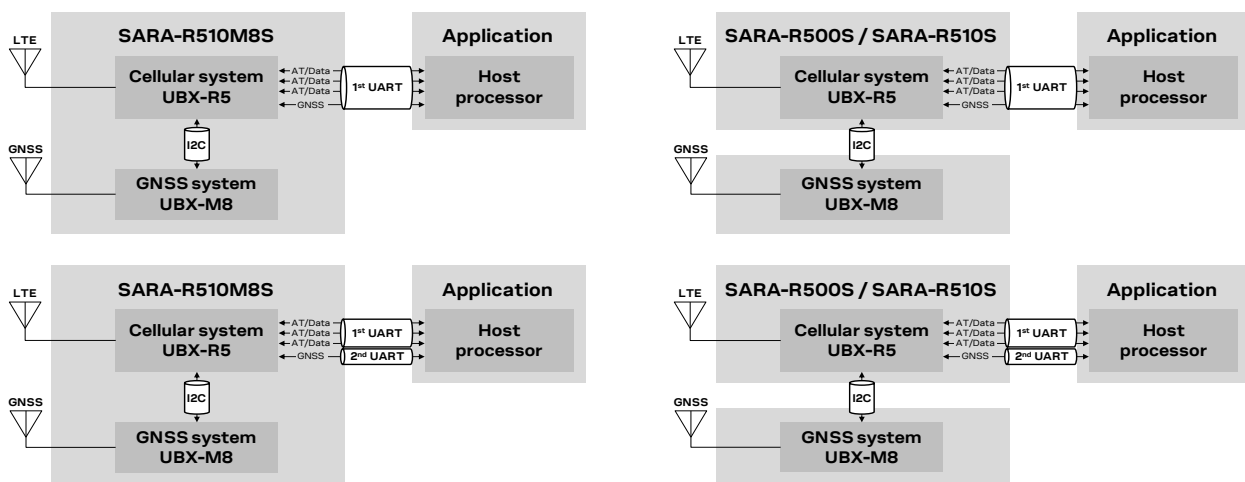 SARA-R510M8S
Application
LTE
Cellular system
UBX-R5
AT/Data
AT/Data
AT/Data
GNSS
1st UART
Host
processor
I2C
GNSS
GNSS system
UBX-M8
SARA-R500S / SARA-R510S
Application
LTE
Cellular system
UBX-R5
AT/Data
AT/Data
AT/Data
GNSS
1st UART
Host
processor
I2C
GNSS
GNSS system
UBX-M8
SARA-R510M8S
Application
LTE
Cellular system
UBX-R5
AT/Data
AT/Data
AT/Data
GNSS
1st UART
2nd UART
Host
processor
I2C
GNSS
GNSS system
UBX-M8
SARA-R500S / SARA-R510S
Application
LTE
Cellular system
UBX-R5
AT/Data
AT/Data
AT/Data
GNSS
1st UART
2nd UART
Host
processor
I2C
GNSS
GNSS system
UBX-M8